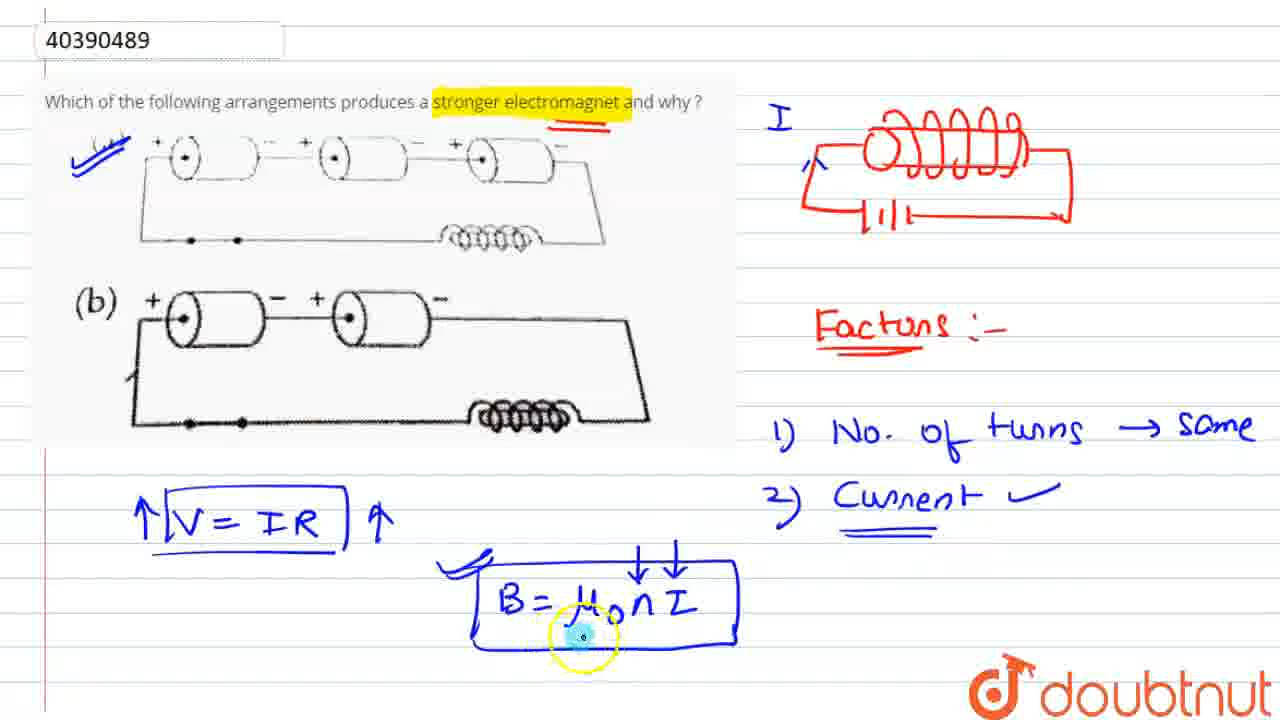 40390489
Which of the following arrangements produces a stronger electromagnet and why ?
+ − + − + −
I
(b) + − + −
Factors :-
1) No. of turns → same
2) Current ✓
↑ V = IR ↑
B = μ₀ n I
doubtnut